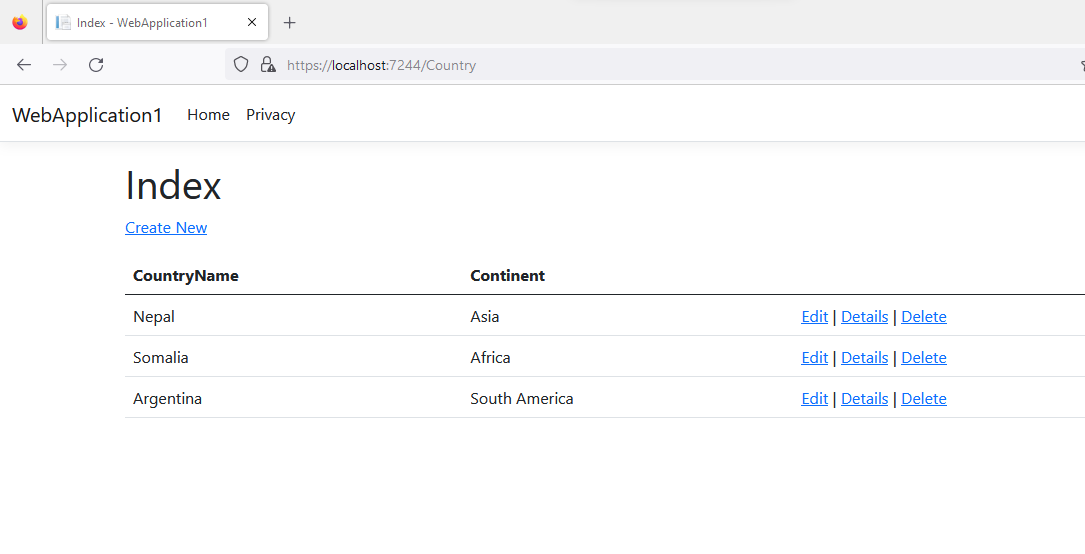 Index - WebApplication1
https://localhost:7244/Country
WebApplication1 Home Privacy
Index
Create New
CountryName Continent
Nepal Asia Edit | Details | Delete
Somalia Africa Edit | Details | Delete
Argentina South America Edit | Details | Delete